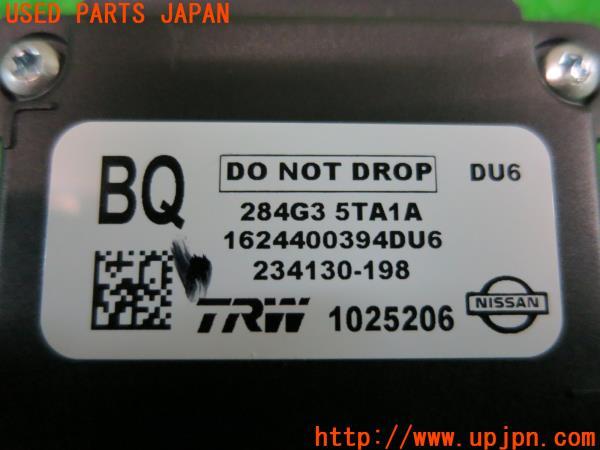 USED PARTS JAPAN
BQ
DO NOT DROP
DU6
284G3 5TA1A
1624400394DU6
234130-198
TRW 1025206
NISSAN
http://www.upjpn.com/